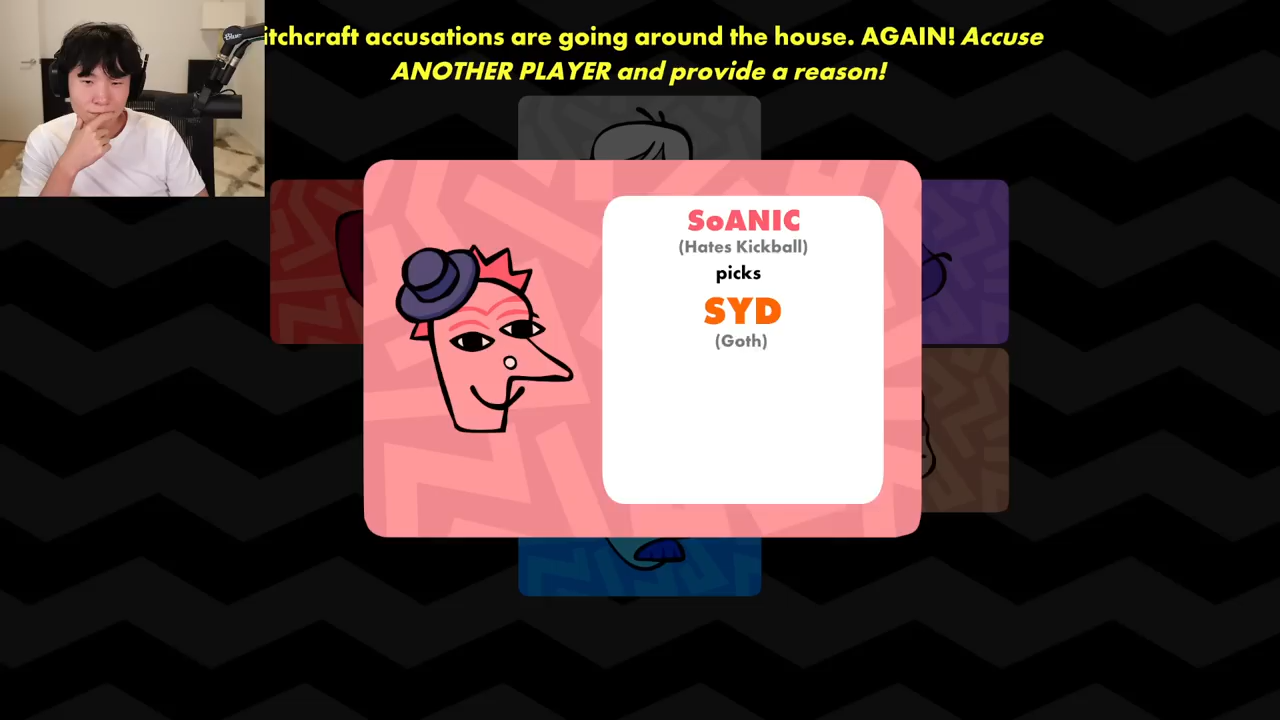 itchcraft accusations are going around the house. AGAIN! Accuse
ANOTHER PLAYER and provide a reason!
SoANIC
(Hates Kickball)
picks
SYD
(Goth)